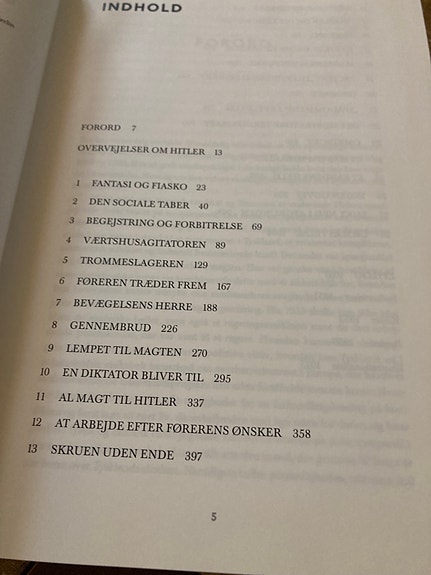 INDHOLD
FORORD 7
OVERVEJELSER OM HITLER 13
1 FANTASI OG FIASKO 23
2 DEN SOCIALE TABER 40
3 BEGEJSTRING OG FORBITRELSE 69
4 VÆRTSHUSAGITATOREN 89
5 TROMMESLAGEREN 129
6 FØREREN TRÆDER FREM 167
7 BEVÆGELSENS HERRE 188
8 GENNEMBRUD 226
9 LEMPET TIL MAGTEN 270
10 EN DIKTATOR BLIVER TIL 295
11 AL MAGT TIL HITLER 337
12 AT ARBEJDE EFTER FØRERENS ØNSKER 358
13 SKRUEN UDEN ENDE 397
5